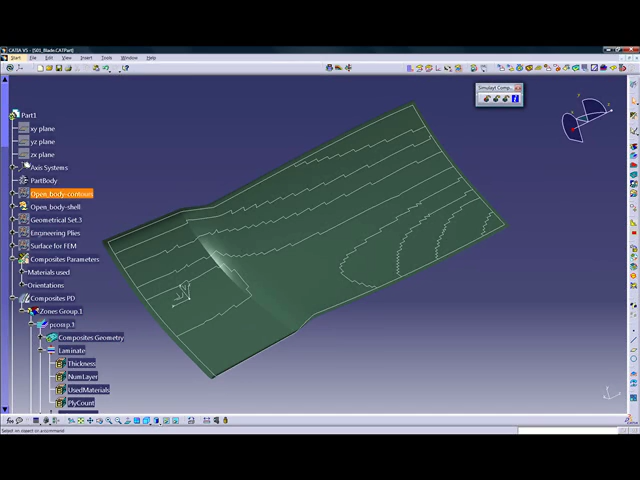 CATIA V5 - [S01_Blade.CATPart]
Start File Edit View Insert Tools Window Help
Simulayt Comp...
Part1
xy plane
yz plane
zx plane
Axis Systems
PartBody
Open_body-contours
Open_body-shell
Geometrical Set.3
Engineering Plies
Surface for FEM
Composites Parameters
Materials used
Orientations
Composites PD
Zones Group.1
pcomp.3
Composites Geometry
Laminate
Thickness
NumLayer
UsedMaterials
PlyCount
Select an object or a command